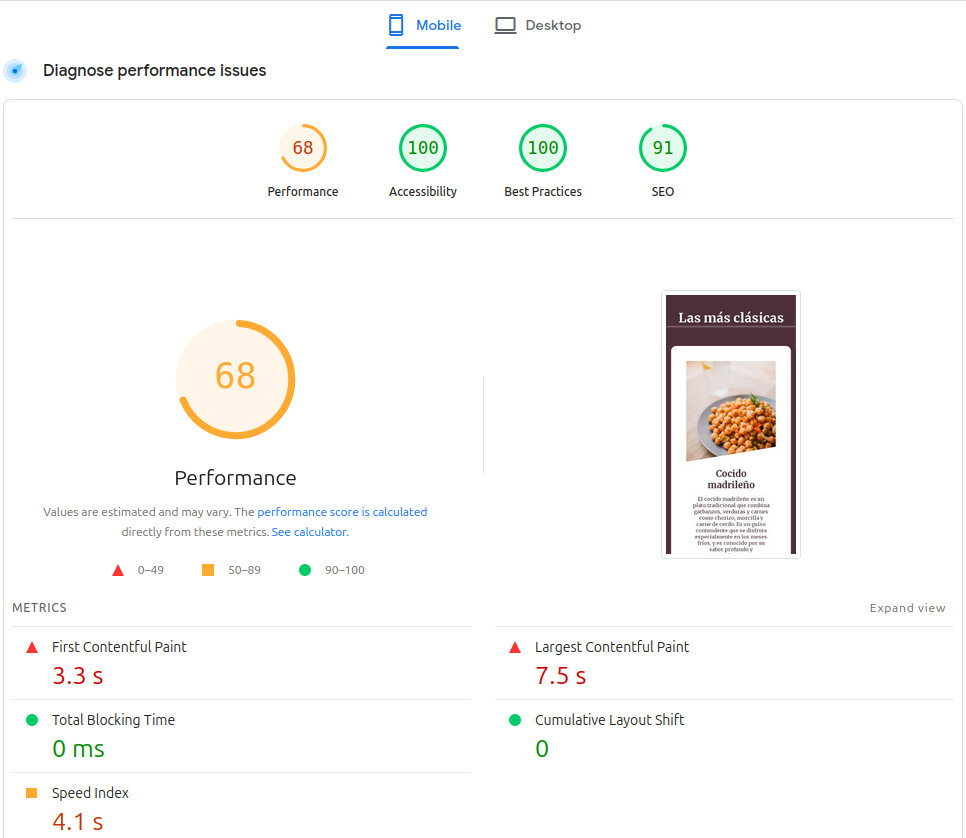 Mobile
Desktop
Diagnose performance issues
68
100
100
91
Performance
Accessibility
Best Practices
SEO
68
Performance
Values are estimated and may vary. The performance score is calculated
directly from these metrics. See calculator.
0–49
50–89
90–100
Las más clásicas
Cocido
madrileño
El cocido madrileño es un
plato tradicional que combina
garbanzos, verduras y carnes
como chorizo, morcilla y
carne de cerdo. Es un guiso
contundente que se disfruta
especialmente en los meses
fríos, y es conocido por su
sabor profundo y
METRICS
Expand view
First Contentful Paint
3.3 s
Largest Contentful Paint
7.5 s
Total Blocking Time
0 ms
Cumulative Layout Shift
0
Speed Index
4.1 s